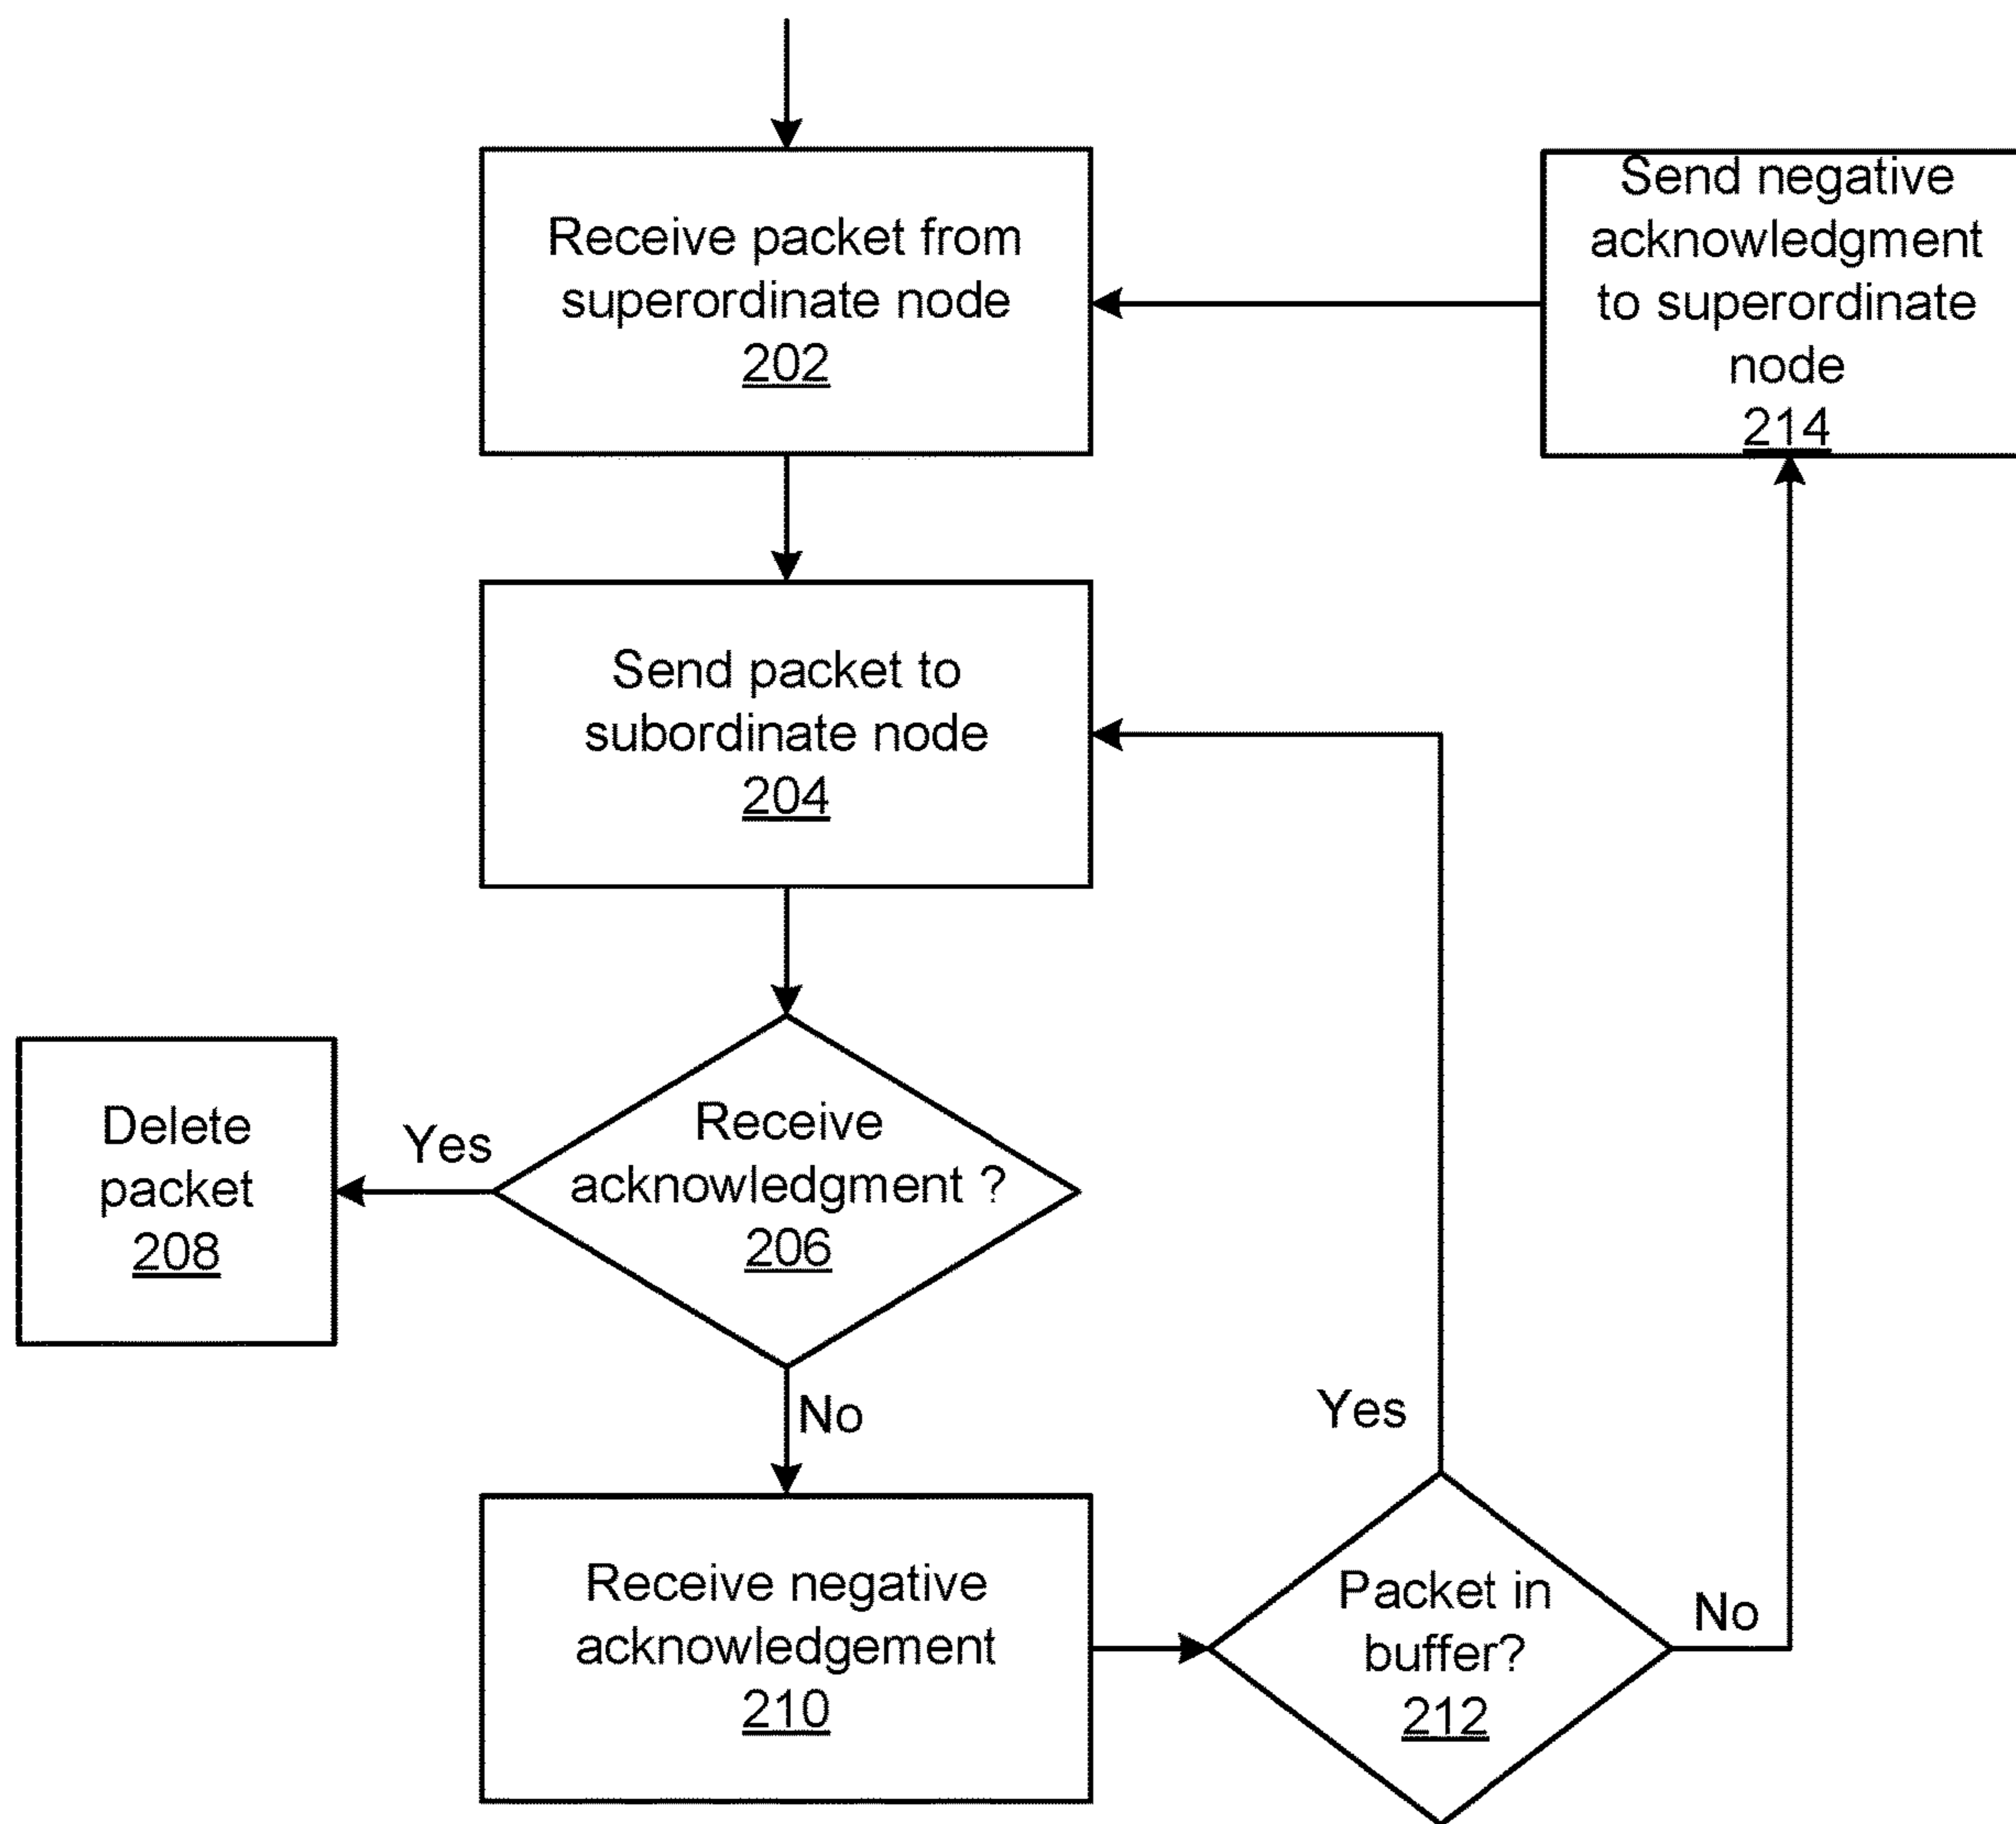 Receive packet from
superordinate node
202
Send negative
acknowledgment
to superordinate
node
214
Send packet to
subordinate node
204
Delete
packet
208
Yes
Receive
acknowledgment ?
206
No
Yes
Receive negative
acknowledgement
210
Packet in
buffer?
212
No